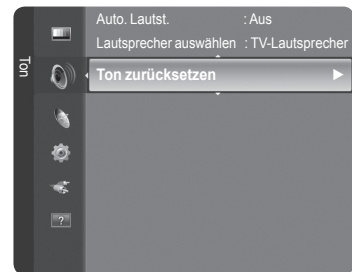 Ton
Auto. Lautst. : Aus
Lautsprecher auswählen : TV-Lautsprecher
Ton zurücksetzen
?